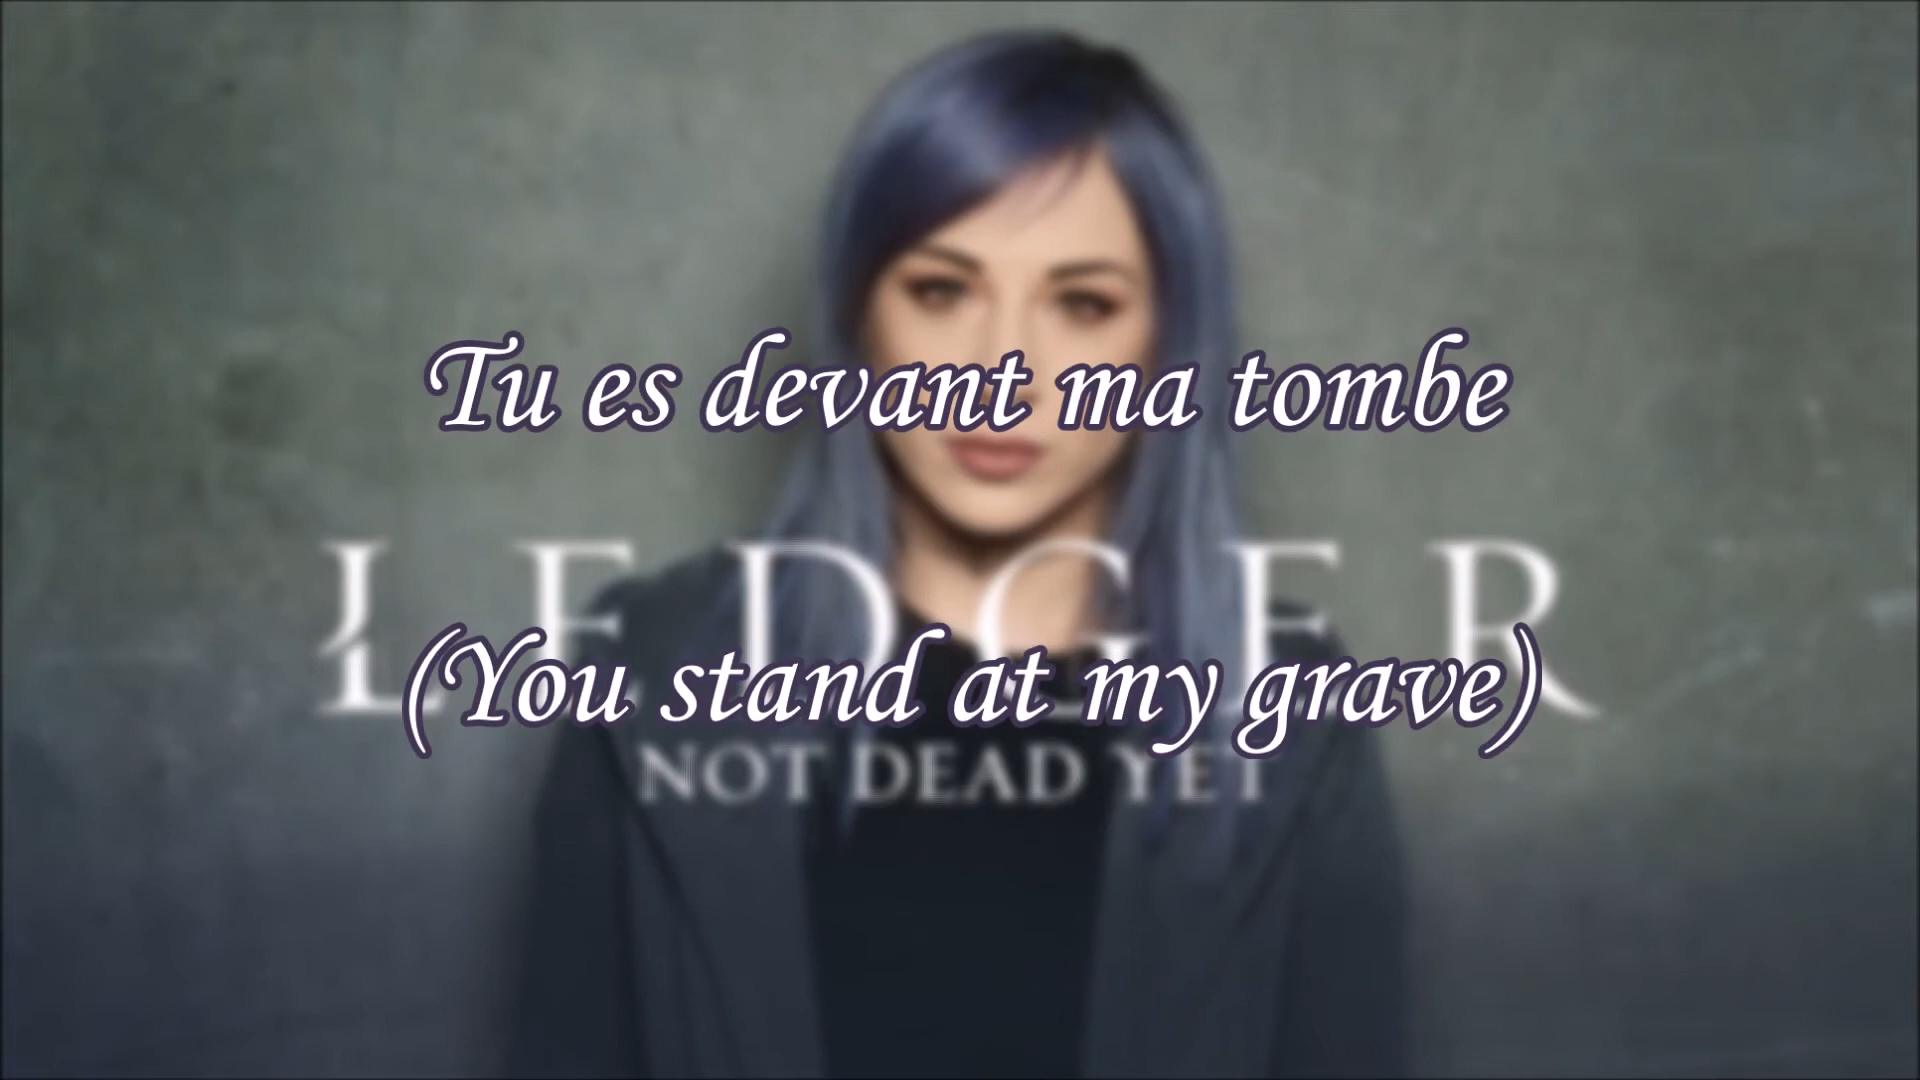 Tu es devant ma tombe
LEDGER
(You stand at my grave)
NOT DEAD YET